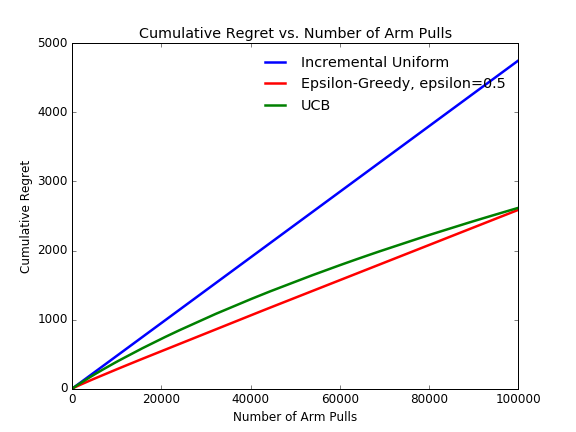 Cumulative Regret vs. Number of Arm Pulls
5000
4000
3000
2000
1000
0
Cumulative Regret
Incremental Uniform
Epsilon-Greedy, epsilon=0.5
UCB
0 20000 40000 60000 80000 100000
Number of Arm Pulls